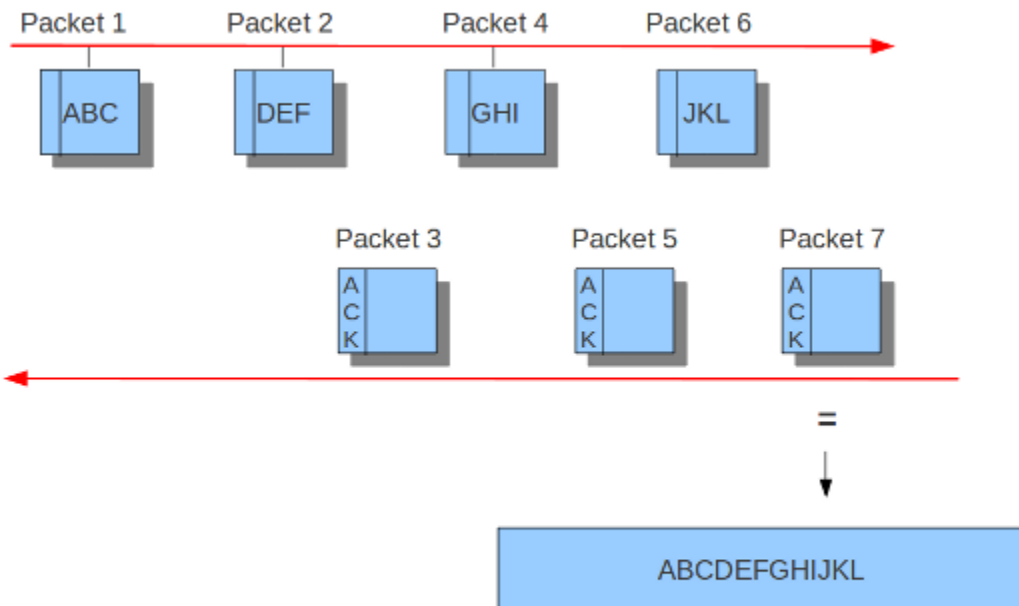 Packet 1 Packet 2 Packet 4 Packet 6
ABC DEF GHI JKL
Packet 3 Packet 5 Packet 7
A A A
C C C
K K K
=
ABCDEFGHIJKL